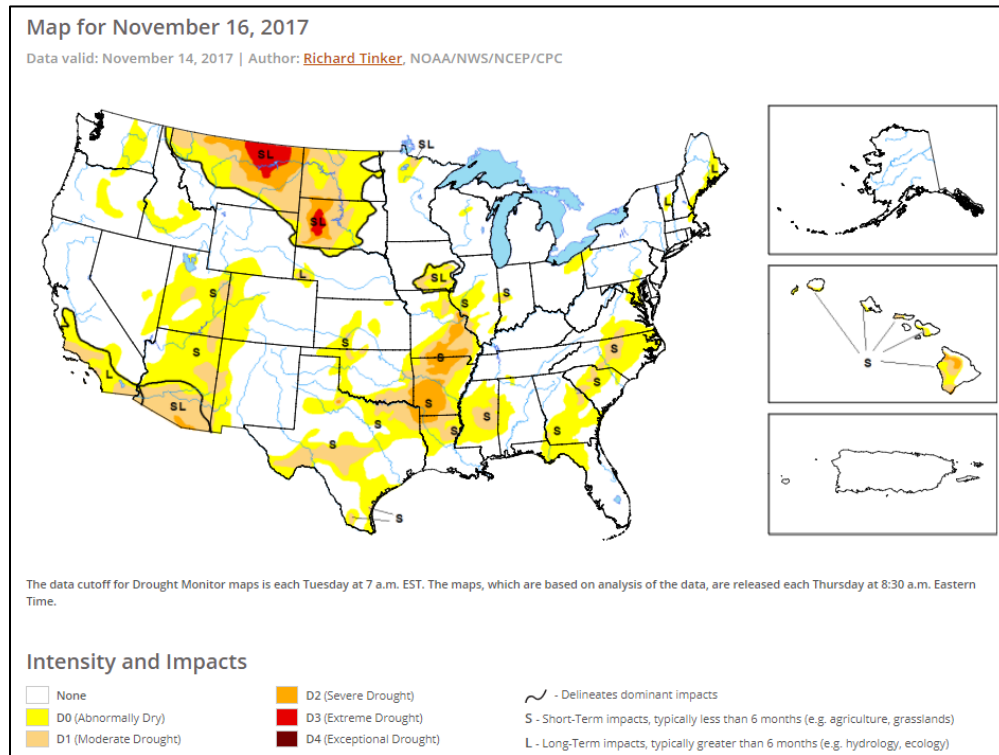 Map for November 16, 2017
Data valid: November 14, 2017 | Author: Richard Tinker, NOAA/NWS/NCEP/CPC
SL
SL
L
L
SL
L
SL
S
S
S
S
S
S
S
S
L
SL
S
S
S
S
S
S
S
S
S
The data cutoff for Drought Monitor maps is each Tuesday at 7 a.m. EST. The maps, which are based on analysis of the data, are released each Thursday at 8:30 a.m. Eastern
Time.
Intensity and Impacts
None
D0 (Abnormally Dry)
D1 (Moderate Drought)
D2 (Severe Drought)
D3 (Extreme Drought)
D4 (Exceptional Drought)
- Delineates dominant impacts
S - Short-Term impacts, typically less than 6 months (e.g. agriculture, grasslands)
L - Long-Term impacts, typically greater than 6 months (e.g. hydrology, ecology)